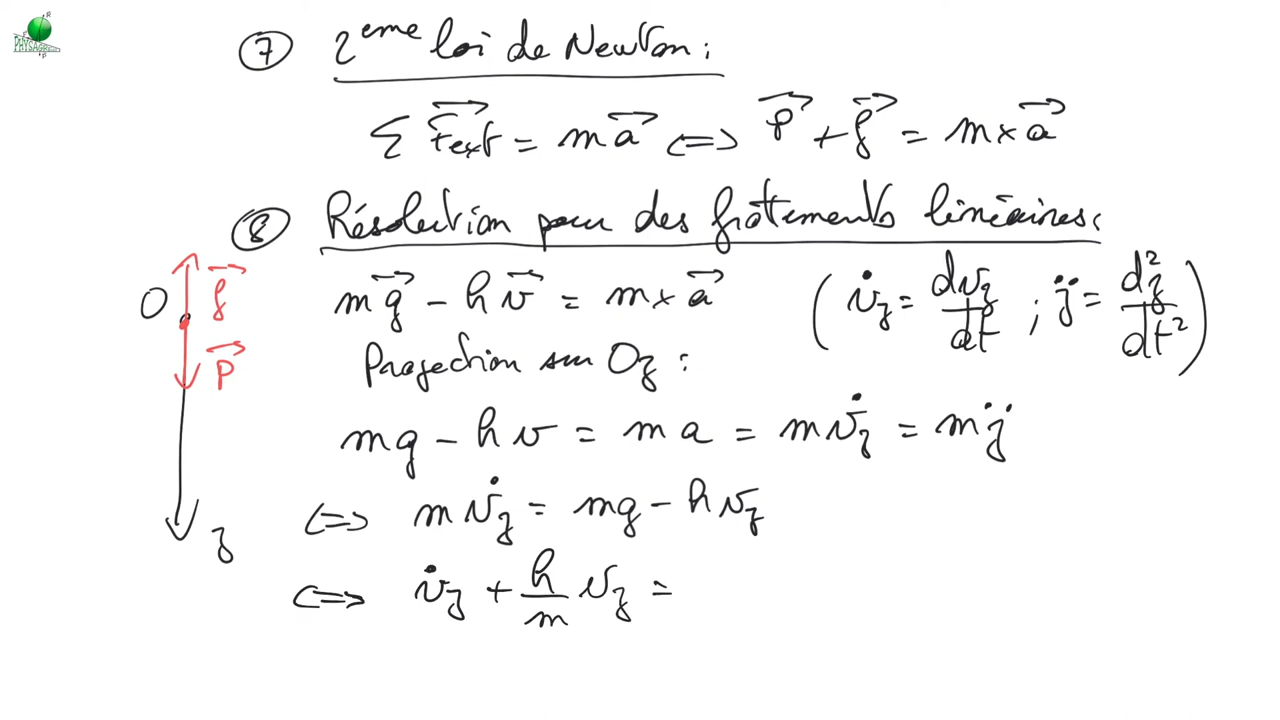 ⑦ 2ème loi de Newton :
Σ F⃗ext = m a⃗ ⇔ P⃗ + f⃗ = m × a⃗
⑧ Résolution pour des frottements linéaires :
m g⃗ − h v⃗ = m × a⃗ ( v̇z = dvz/dt ; z̈ = d²z/dt² )
Projection sur Oz :
mg − hv = ma = m v̇z = m z̈
⇔ m v̇z = mg − h vz
⇔ v̇z + h/m vz =
O
f⃗
P⃗
z